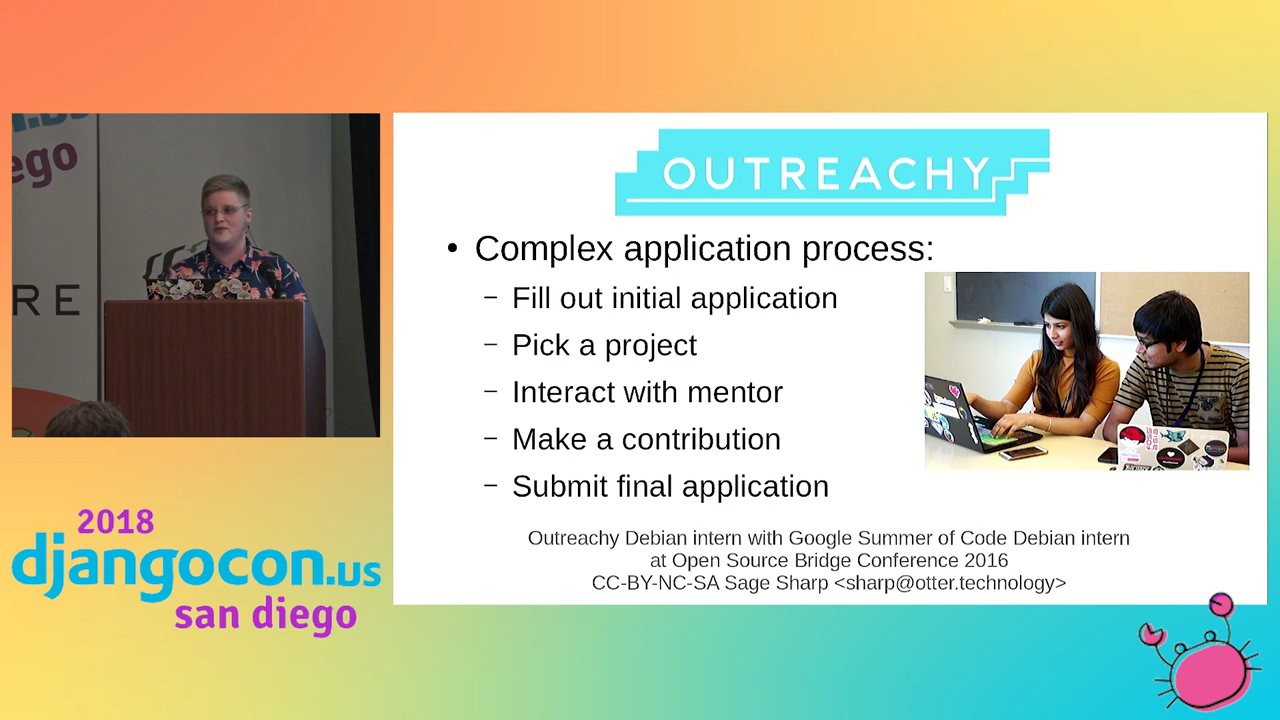 ego
RE
OUTREACHY
• Complex application process:
– Fill out initial application
– Pick a project
– Interact with mentor
– Make a contribution
– Submit final application
Outreachy Debian intern with Google Summer of Code Debian intern
at Open Source Bridge Conference 2016
CC-BY-NC-SA Sage Sharp <sharp@otter.technology>
2018
djangocon.us
san diego